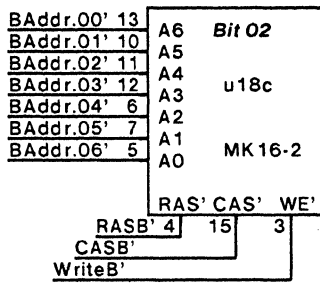 BAddr.00' 13 A6 Bit 02
BAddr.01' 10 A5
BAddr.02' 11 A4 u18c
BAddr.03' 12 A3
BAddr.04' 6 A2
BAddr.05' 7 A1 MK16-2
BAddr.06' 5 A0
RAS' CAS' WE'
RASB' 4 15 3
CASB'
WriteB'